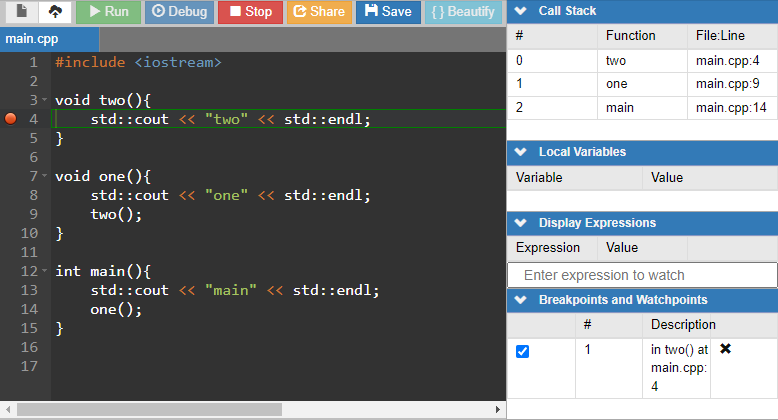 Run Debug Stop Share Save { } Beautify
main.cpp
1 #include <iostream>
2
3 void two(){
4     std::cout << "two" << std::endl;
5 }
6
7 void one(){
8     std::cout << "one" << std::endl;
9     two();
10 }
11
12 int main(){
13     std::cout << "main" << std::endl;
14     one();
15 }
16
17
Call Stack
# Function File:Line
0 two main.cpp:4
1 one main.cpp:9
2 main main.cpp:14
Local Variables
Variable Value
Display Expressions
Expression Value
Enter expression to watch
Breakpoints and Watchpoints
# Description
1 in two() at
main.cpp:
4